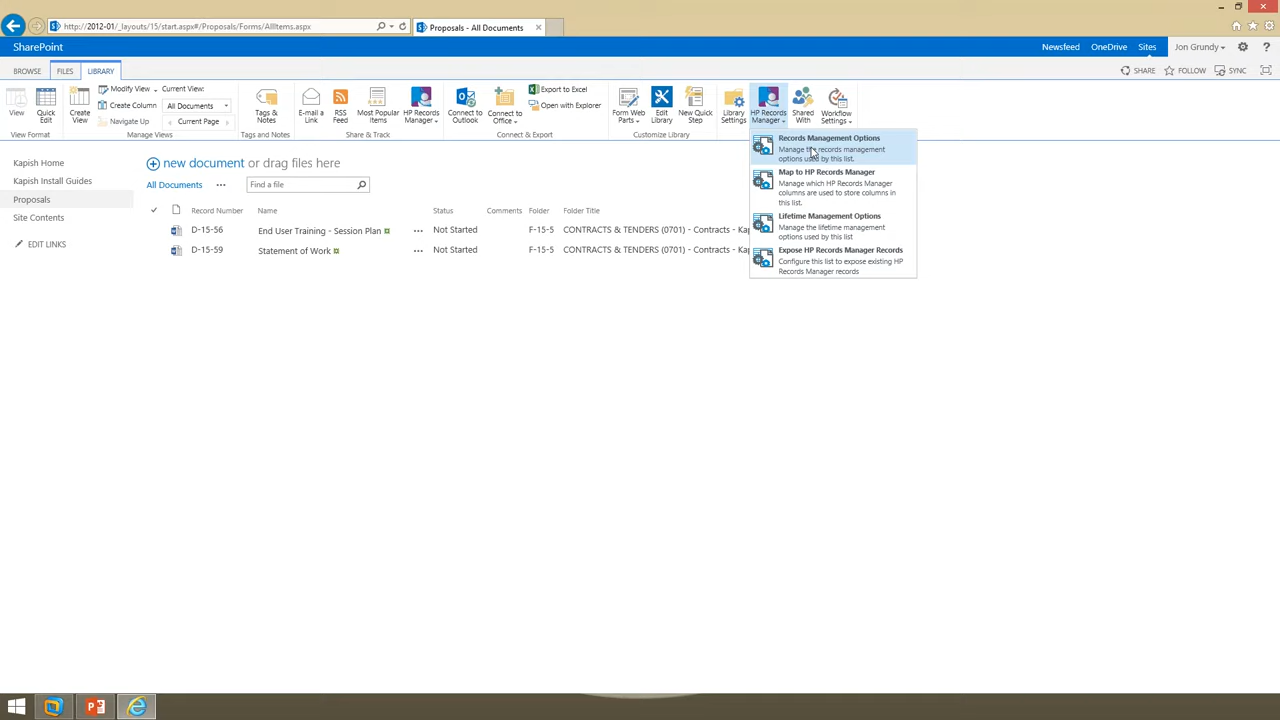 http://2012-01/_layouts/15/start.aspx#/Proposals/Forms/AllItems.aspx
Proposals - All Documents
SharePoint
Newsfeed OneDrive Sites Jon Grundy ?
BROWSE FILES LIBRARY
SHARE FOLLOW SYNC
View
Quick Edit
Create View
Modify View
Create Column
Navigate Up
Current View:
All Documents
Current Page
Tags & Notes
E-mail a Link
RSS Feed
Most Popular Items
HP Records Manager
Connect to Outlook
Connect to Office
Export to Excel
Open with Explorer
Form Web Parts
Edit Library
New Quick Step
Library Settings
HP Records Manager
Shared With
Workflow Settings
View Format Manage Views Tags and Notes Share & Track Connect & Export Customize Library
Records Management Options
Manage the records management
options used by this list.
Map to HP Records Manager
Manage which HP Records Manager
columns are used to store columns in
this list.
Lifetime Management Options
Manage the lifetime management
options used by this list
Expose HP Records Manager Records
Configure this list to expose existing HP
Records Manager records
Kapish Home
Kapish Install Guides
Proposals
Site Contents
EDIT LINKS
new document or drag files here
All Documents ... Find a file
Record Number Name Status Comments Folder Folder Title
D-15-56 End User Training - Session Plan ... Not Started F-15-5 CONTRACTS & TENDERS (0701) - Contracts - Kap
D-15-59 Statement of Work ... Not Started F-15-5 CONTRACTS & TENDERS (0701) - Contracts - Kap